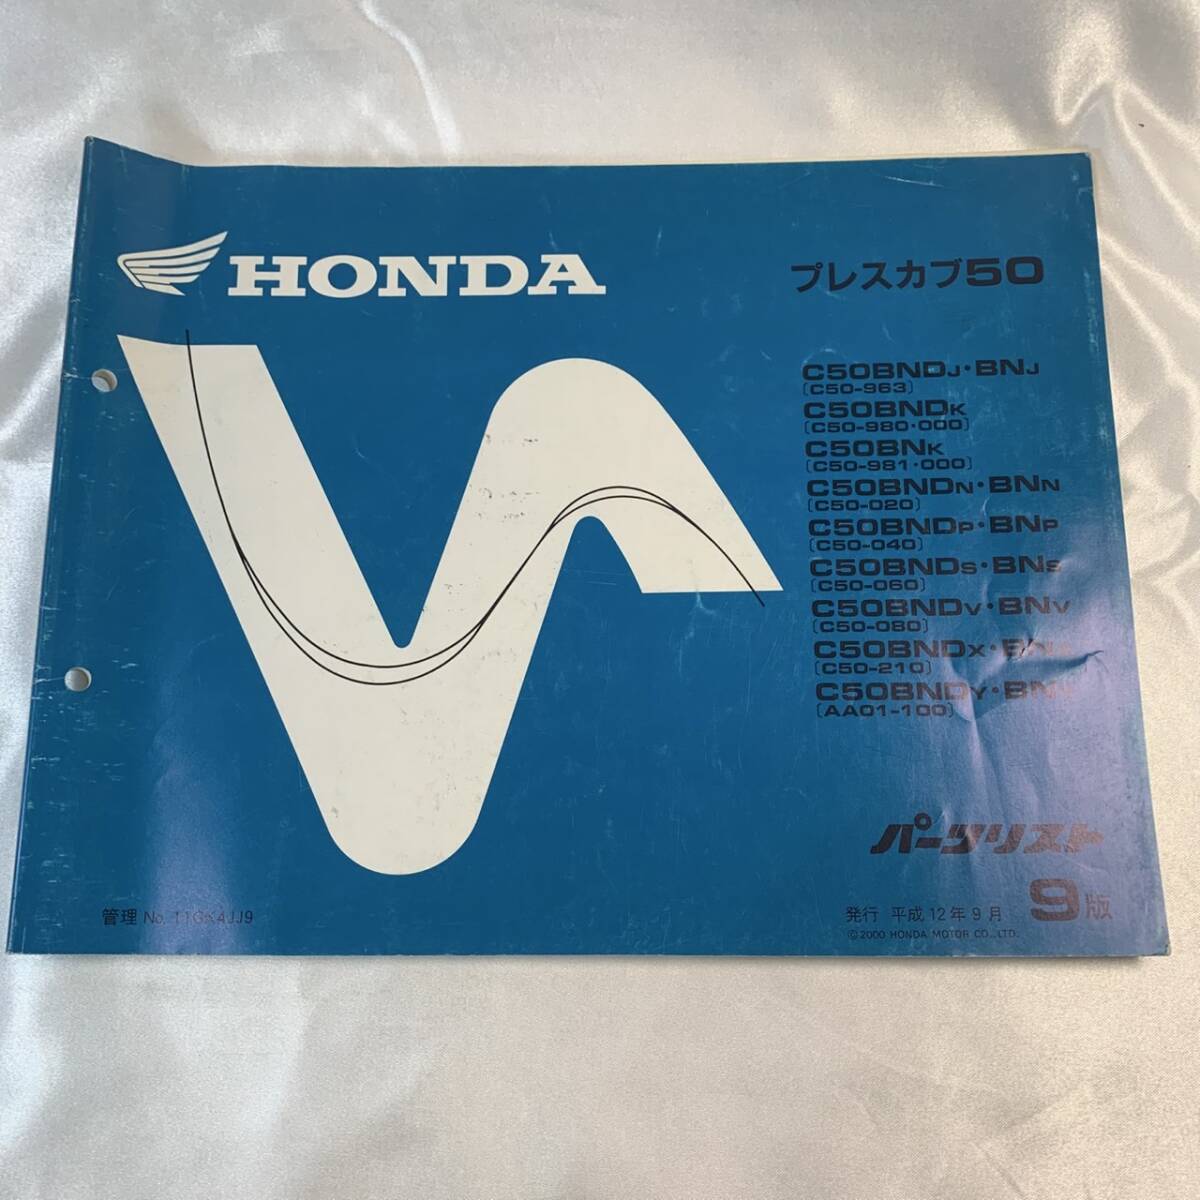 HONDA
プレスカブ50
C50BNDJ・BNJ
(C50-963)
C50BNDK
(C50-980・000)
C50BNK
(C50-981・000)
C50BNDN・BNN
(C50-020)
C50BNDP・BNP
(C50-040)
C50BNDS・BNS
(C50-060)
C50BNDV・BNV
(C50-080)
C50BNDX・
(C50-210)
C50BNDY・
(AA01-100)
パーツリスト
9版
管理 No. 11GK4JJ9
発行 平成12年9月
©2000 HONDA MOTOR CO.,LTD.